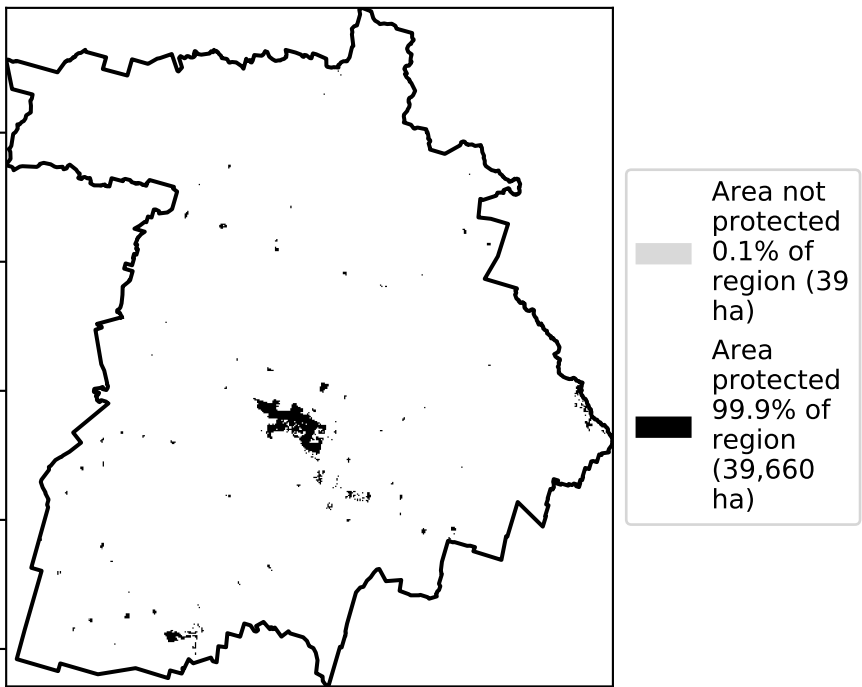 Area not
protected
0.1% of
region (39
ha)
Area
protected
99.9% of
region
(39,660
ha)